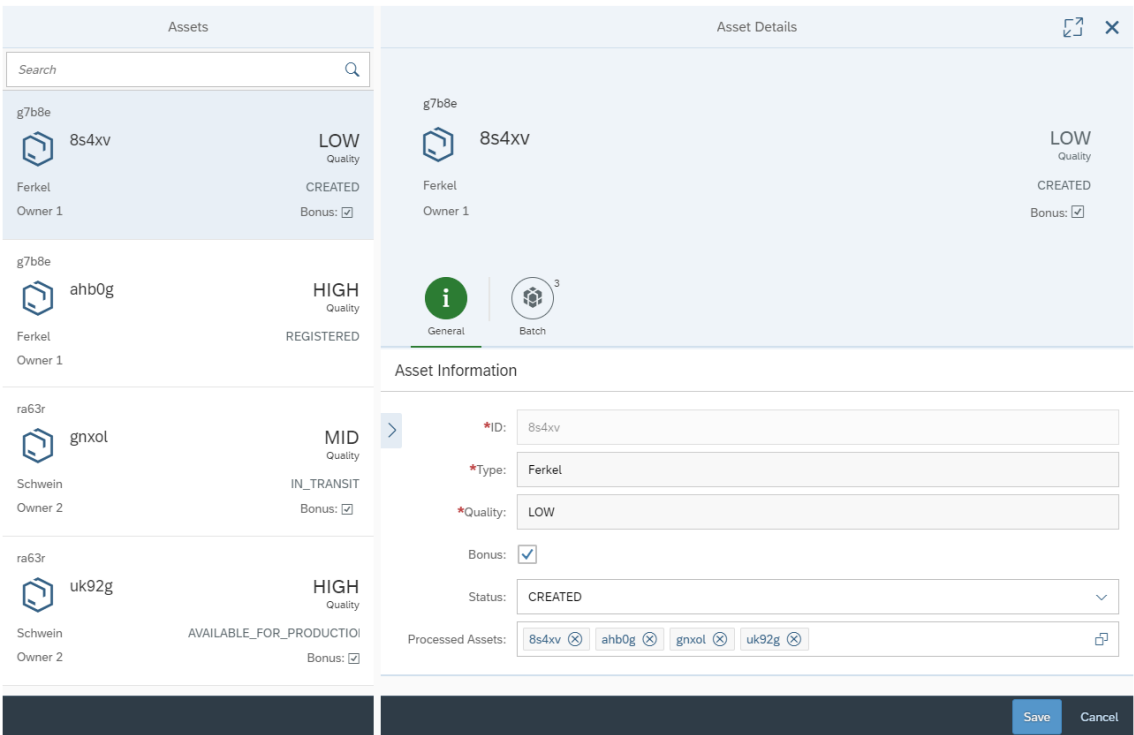 Assets
Search
g7b8e
8s4xv
LOW
Quality
Ferkel
CREATED
Owner 1
Bonus:
g7b8e
ahb0g
HIGH
Quality
Ferkel
REGISTERED
Owner 1
ra63r
gnxol
MID
Quality
Schwein
IN_TRANSIT
Owner 2
Bonus:
ra63r
uk92g
HIGH
Quality
Schwein
AVAILABLE_FOR_PRODUCTIO
Owner 2
Bonus:
Asset Details
g7b8e
8s4xv
LOW
Quality
Ferkel
CREATED
Owner 1
Bonus:
i
3
General
Batch
Asset Information
*ID: 8s4xv
*Type: Ferkel
*Quality: LOW
Bonus:
Status: CREATED
Processed Assets: 8s4xv ahb0g gnxol uk92g
Save Cancel